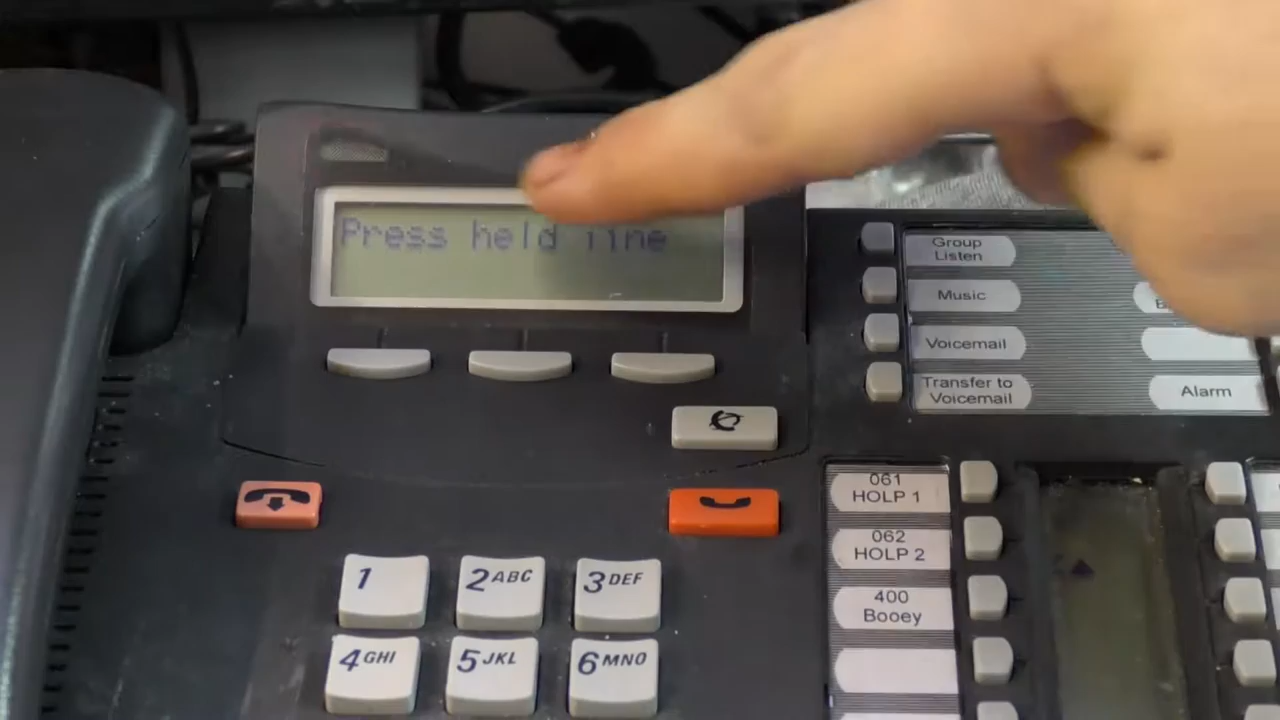 Press held line
Group
Listen
Music
Voicemail
Transfer to
Voicemail
Alarm
061
HOLP 1
062
HOLP 2
400
Booey
1
2ABC
3DEF
4GHI
5JKL
6MNO